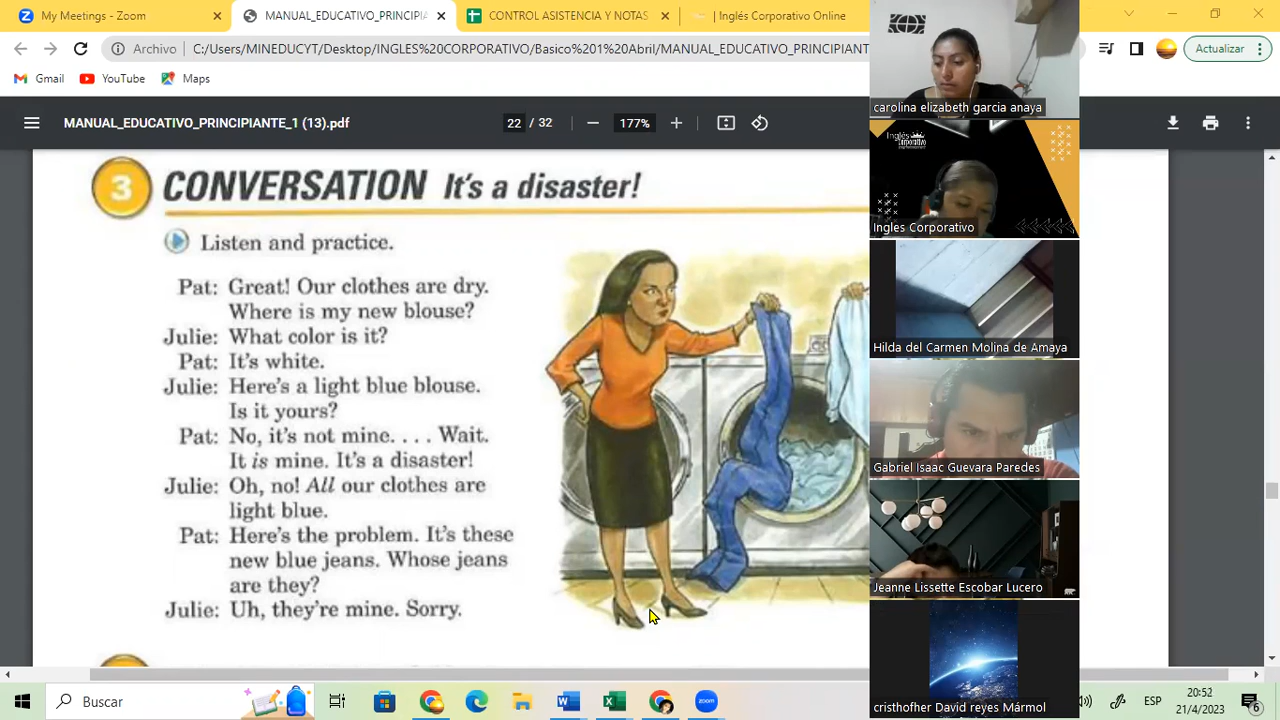 My Meetings - Zoom
MANUAL_EDUCATIVO_PRINCIPIA
CONTROL ASISTENCIA Y NOTAS
Inglés Corporativo Online
Archivo
C:/Users/MINEDUCYT/Desktop/INGLES%20CORPORATIVO/Basico%201%20Abril/MANUAL_EDUCATIVO_PRINCIPIANT
Actualizar
Gmail
YouTube
Maps
MANUAL_EDUCATIVO_PRINCIPIANTE_1 (13).pdf
22 / 32
177%
3 CONVERSATION It's a disaster!
Listen and practice.
Pat: Great! Our clothes are dry.
Where is my new blouse?
Julie: What color is it?
Pat: It's white.
Julie: Here's a light blue blouse.
Is it yours?
Pat: No, it's not mine. . . . Wait.
It is mine. It's a disaster!
Julie: Oh, no! All our clothes are
light blue.
Pat: Here's the problem. It's these
new blue jeans. Whose jeans
are they?
Julie: Uh, they're mine. Sorry.
carolina elizabeth garcia anaya
Inglés
Corporativo
Ingles Corporativo
Hilda del Carmen Molina de Amaya
Gabriel Isaac Guevara Paredes
Jeanne Lissette Escobar Lucero
cristhofher David reyes Mármol
Buscar
ESP
20:52
21/4/2023
6